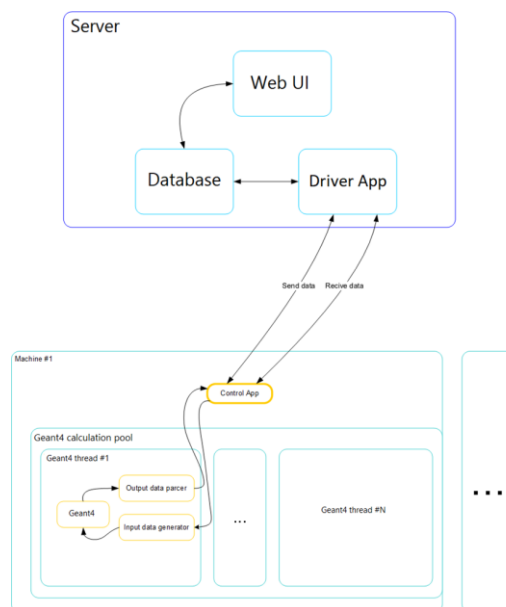 Server
Web UI
Database
Driver App
Send data
Recive data
Machine #1
Control App
Geant4 calculation pool
Geant4 thread #1
Output data parcer
Geant4
Input data generator
...
Geant4 thread #N
...